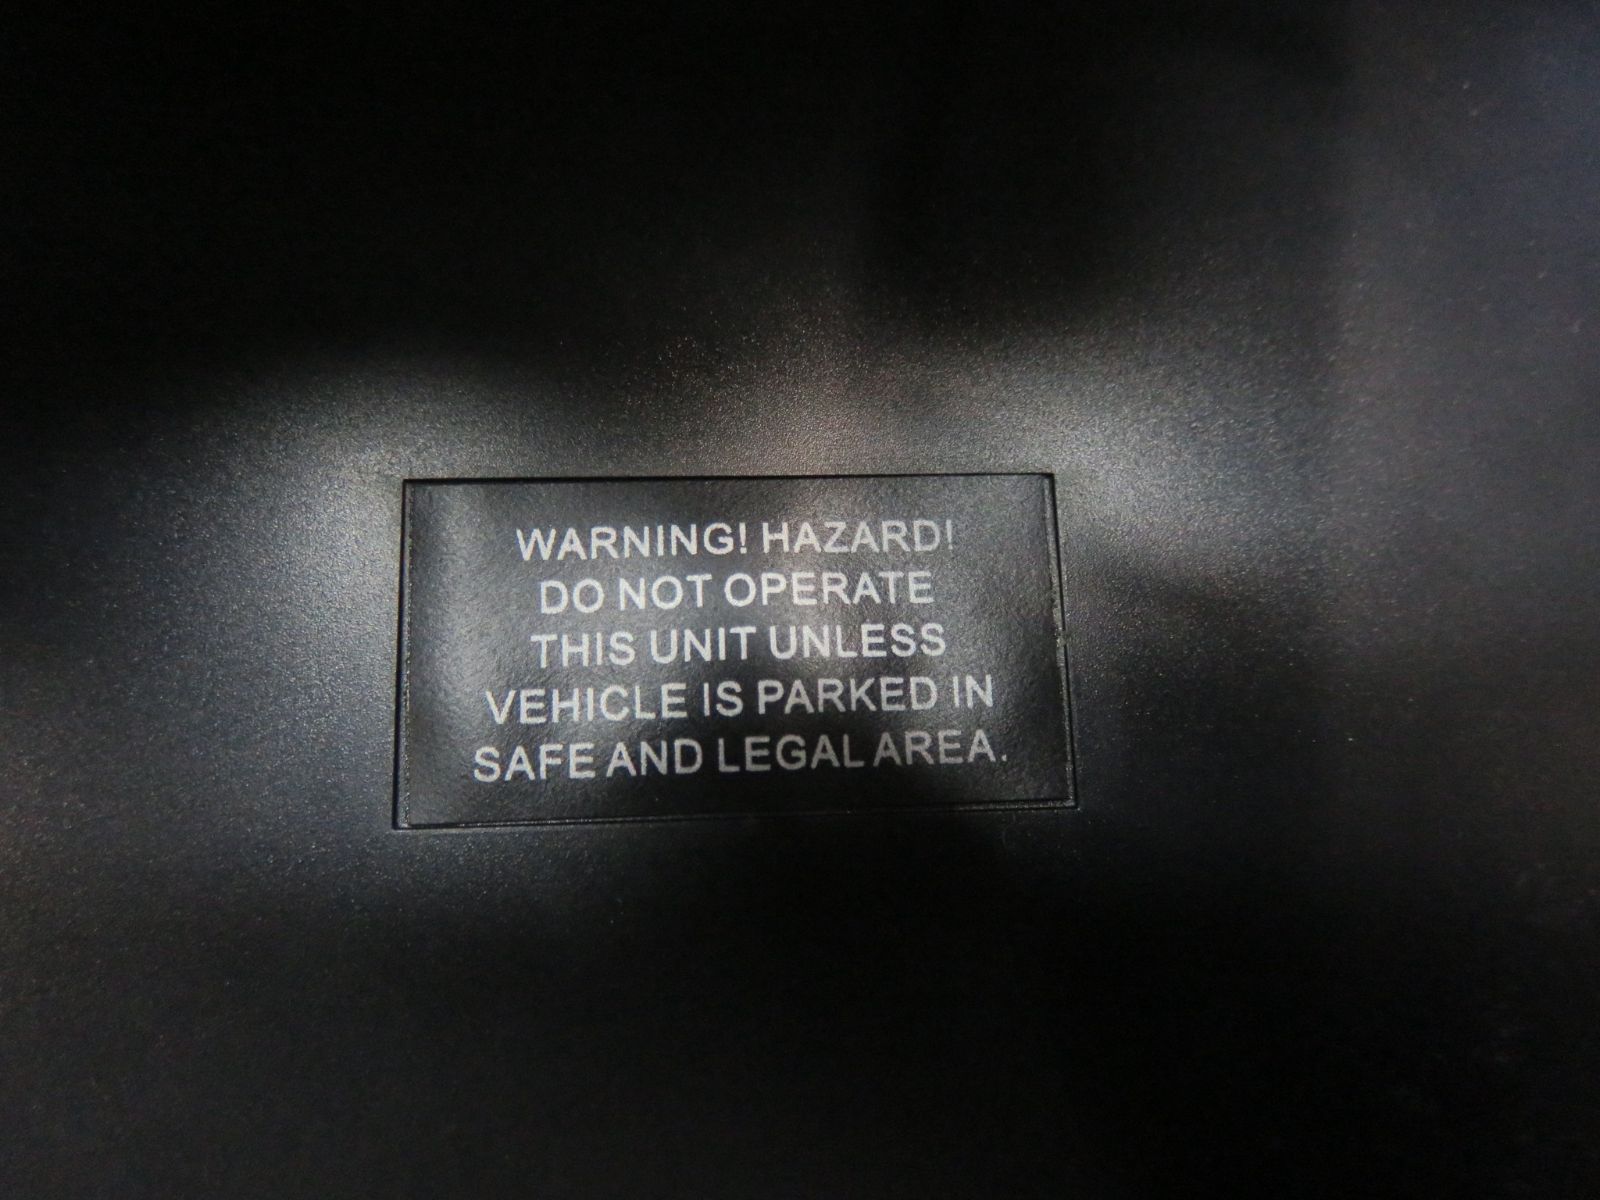 WARNING! HAZARD!
DO NOT OPERATE
THIS UNIT UNLESS
VEHICLE IS PARKED IN
SAFE AND LEGAL AREA.